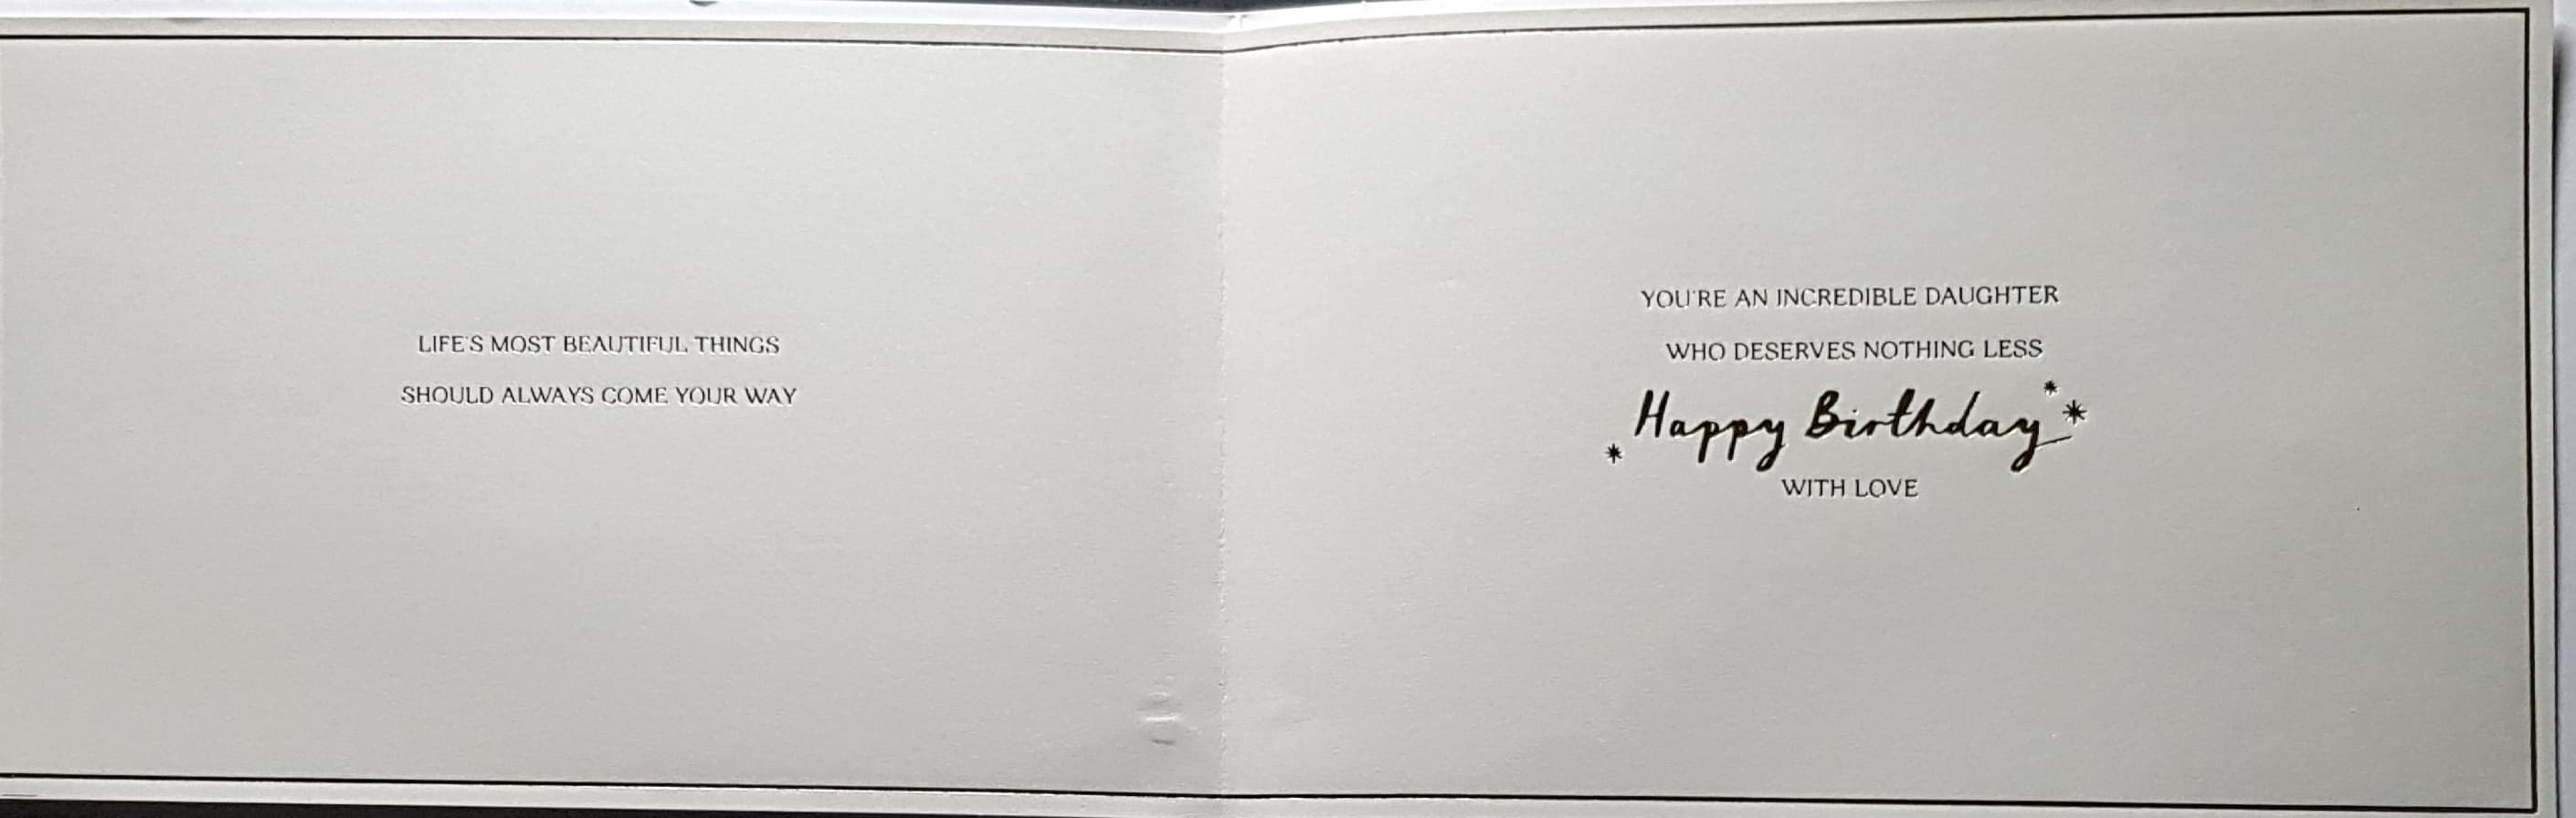 LIFE'S MOST BEAUTIFUL THINGS
SHOULD ALWAYS COME YOUR WAY
YOU'RE AN INCREDIBLE DAUGHTER
WHO DESERVES NOTHING LESS
Happy Birthday
WITH LOVE